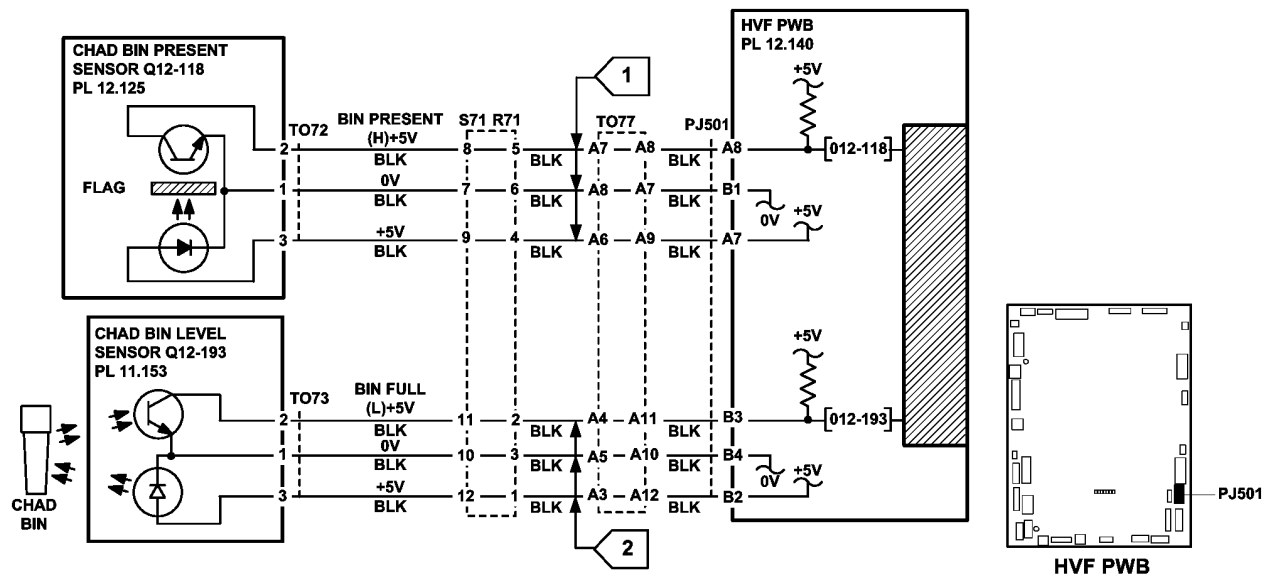 CHAD BIN PRESENT
SENSOR Q12-118
PL 12.125
FLAG
TO72
2
1
3
BIN PRESENT
(H)+5V
BLK
0V
BLK
+5V
BLK
S71 R71
8 5
7 6
9 4
BLK
BLK
BLK
1
TO77
A7 A8
A8 A7
A6 A9
BLK
BLK
BLK
PJ501
A8
B1
A7
HVF PWB
PL 12.140
+5V
012-118
0V
+5V
CHAD BIN LEVEL
SENSOR Q12-193
PL 11.153
CHAD
BIN
TO73
2
1
3
BIN FULL
(L)+5V
BLK
0V
BLK
+5V
BLK
11 2
10 3
12 1
BLK
BLK
BLK
2
A4 A11
A5 A10
A3 A12
BLK
BLK
BLK
B3
B4
B2
+5V
012-193
0V
+5V
PJ501
HVF PWB